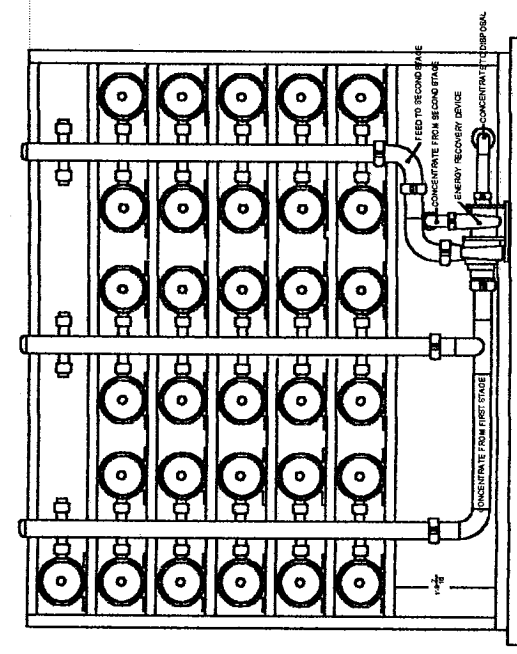 FEED TO SECOND STAGE
CONCENTRATE FROM SECOND STAGE
ENERGY RECOVERY DEVICE
CONCENTRATE TO DISPOSAL
CONCENTRATE FROM FIRST STAGE